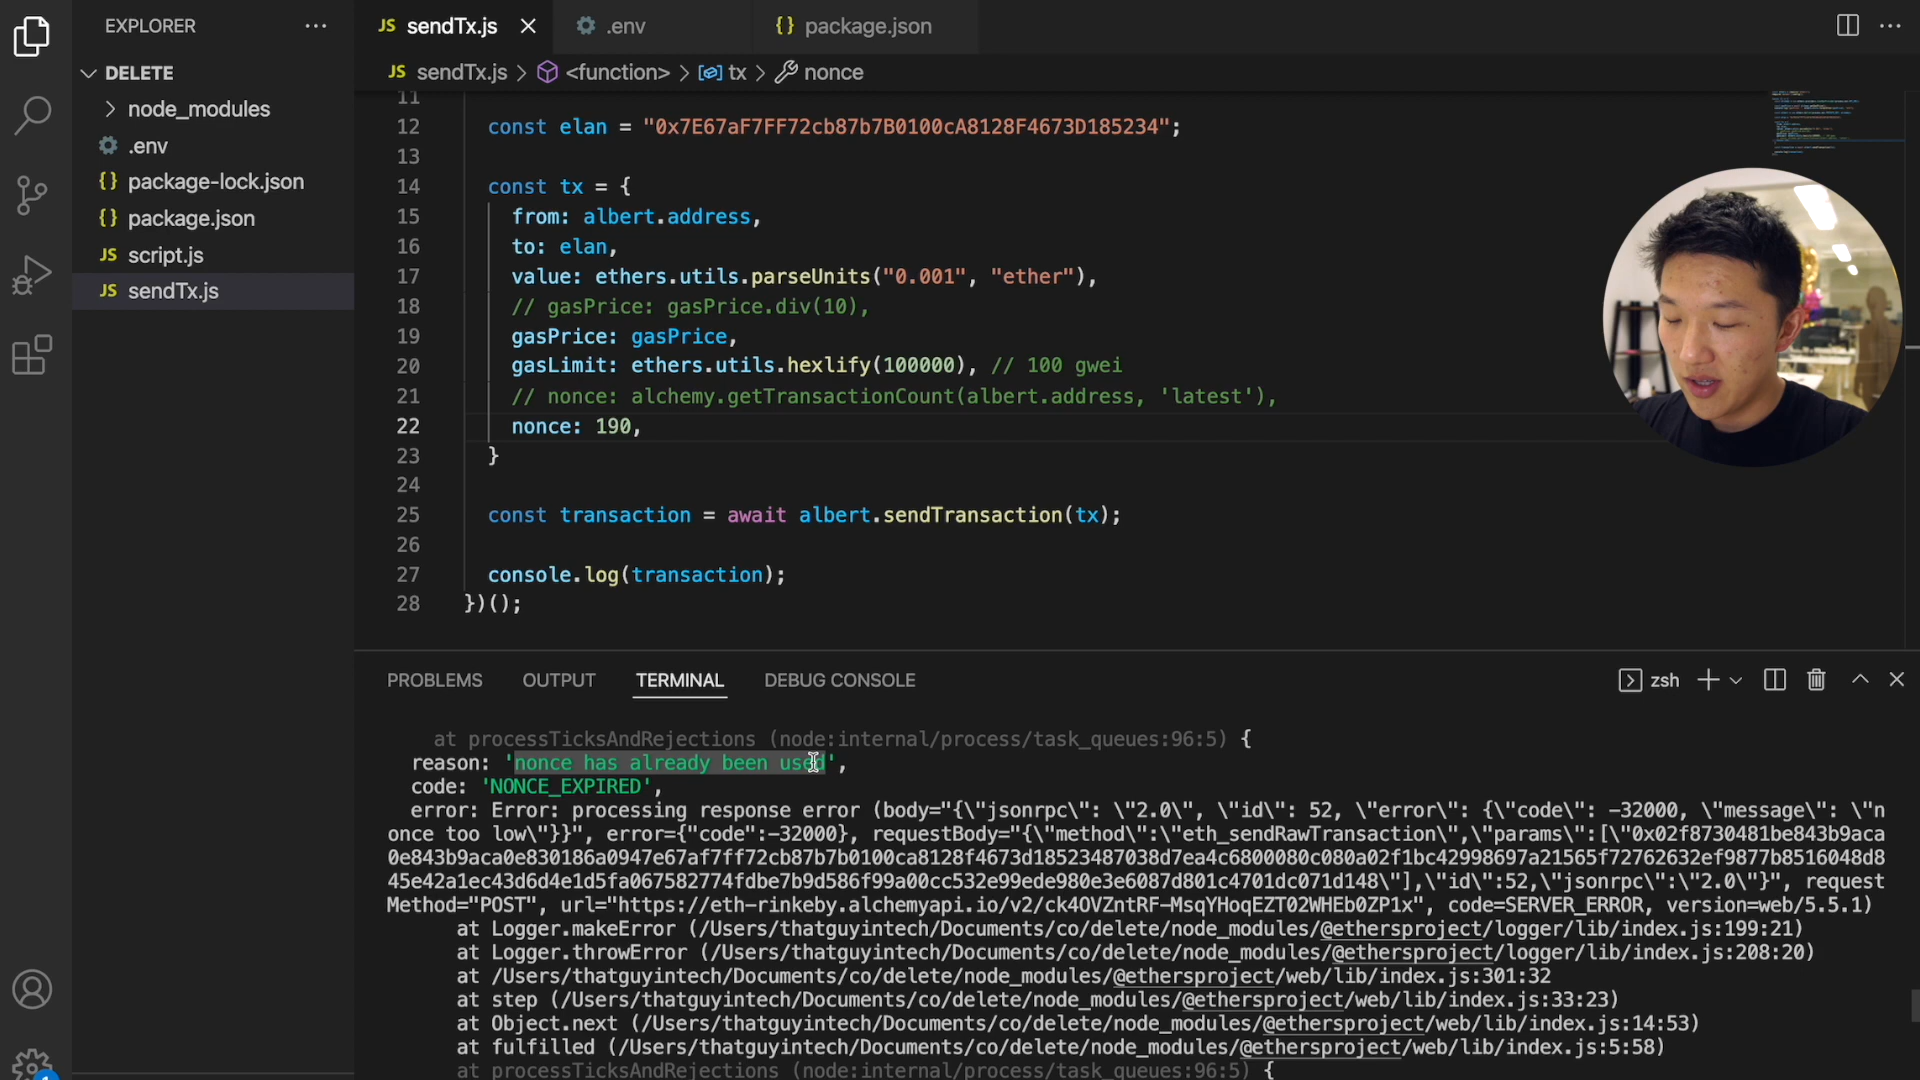 EXPLORER
DELETE
node_modules
.env
package-lock.json
package.json
script.js
sendTx.js
JS sendTx.js
.env
{} package.json
JS sendTx.js > <function> > tx > nonce
11
12 const elan = "0x7E67aF7FF72cb87b7B0100cA8128F4673D185234";
13
14 const tx = {
15 from: albert.address,
16 to: elan,
17 value: ethers.utils.parseUnits("0.001", "ether"),
18 // gasPrice: gasPrice.div(10),
19 gasPrice: gasPrice,
20 gasLimit: ethers.utils.hexlify(100000), // 100 gwei
21 // nonce: alchemy.getTransactionCount(albert.address, 'latest'),
22 nonce: 190,
23 }
24
25 const transaction = await albert.sendTransaction(tx);
26
27 console.log(transaction);
28 })();
PROBLEMS OUTPUT TERMINAL DEBUG CONSOLE zsh
at processTicksAndRejections (node:internal/process/task_queues:96:5) {
reason: 'nonce has already been used',
code: 'NONCE_EXPIRED',
error: Error: processing response error (body="{\"jsonrpc\": \"2.0\", \"id\": 52, \"error\": {\"code\": -32000, \"message\": \"n
once too low\"}}", error={"code":-32000}, requestBody="{\"method\":\"eth_sendRawTransaction\",\"params\":[\"0x02f8730481be843b9aca
0e843b9aca0e830186a0947e67af7ff72cb87b7b0100ca8128f4673d18523487038d7ea4c6800080c080a02f1bc42998697a21565f72762632ef9877b8516048d8
45e42a1ec43d6d4e1d5fa067582774fdbe7b9d586f99a00cc532e99ede980e3e6087d801c4701dc071d148\"],\"id\":52,\"jsonrpc\":\"2.0\"}", request
Method="POST", url="https://eth-rinkeby.alchemyapi.io/v2/ck4OVZntRF-MsqYHoqEZT02WHEb0ZP1x", code=SERVER_ERROR, version=web/5.5.1)
at Logger.makeError (/Users/thatguyintech/Documents/co/delete/node_modules/@ethersproject/logger/lib/index.js:199:21)
at Logger.throwError (/Users/thatguyintech/Documents/co/delete/node_modules/@ethersproject/logger/lib/index.js:208:20)
at /Users/thatguyintech/Documents/co/delete/node_modules/@ethersproject/web/lib/index.js:301:32
at step (/Users/thatguyintech/Documents/co/delete/node_modules/@ethersproject/web/lib/index.js:33:23)
at Object.next (/Users/thatguyintech/Documents/co/delete/node_modules/@ethersproject/web/lib/index.js:14:53)
at fulfilled (/Users/thatguyintech/Documents/co/delete/node_modules/@ethersproject/web/lib/index.js:5:58)
at processTicksAndRejections (node:internal/process/task_queues:96:5) {